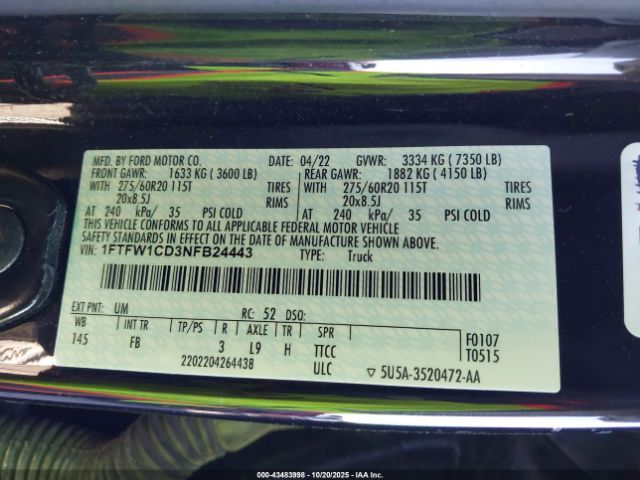 MFD. BY FORD MOTOR CO. DATE: 04/22 GVWR: 3334 KG ( 7350 LB)
FRONT GAWR: 1633 KG ( 3600 LB) REAR GAWR: 1882 KG ( 4150 LB)
WITH 275/60R20 115T TIRES WITH 275/60R20 115T TIRES
20x8.5J RIMS 20x8.5J RIMS
AT 240 kPa/ 35 PSI COLD AT 240 kPa/ 35 PSI COLD
THIS VEHICLE CONFORMS TO ALL APPLICABLE FEDERAL MOTOR VEHICLE
SAFETY AND THEFT PREVENTION STANDARDS IN EFFECT ON THE
DATE OF MANUFACTURE SHOWN ABOVE.
VIN: 1FTFW1CD3NFB24443 TYPE: Truck
EXT PNT: UM RC: 52 DSO:
WB INT TR TP/PS R AXLE TR SPR F0107
145 FB 3 L9 H TTCC T0515
2202204264438 ULC ▽ 5U5A-3520472-AA
000-43483998 - 10/20/2025 - IAAI, Inc.